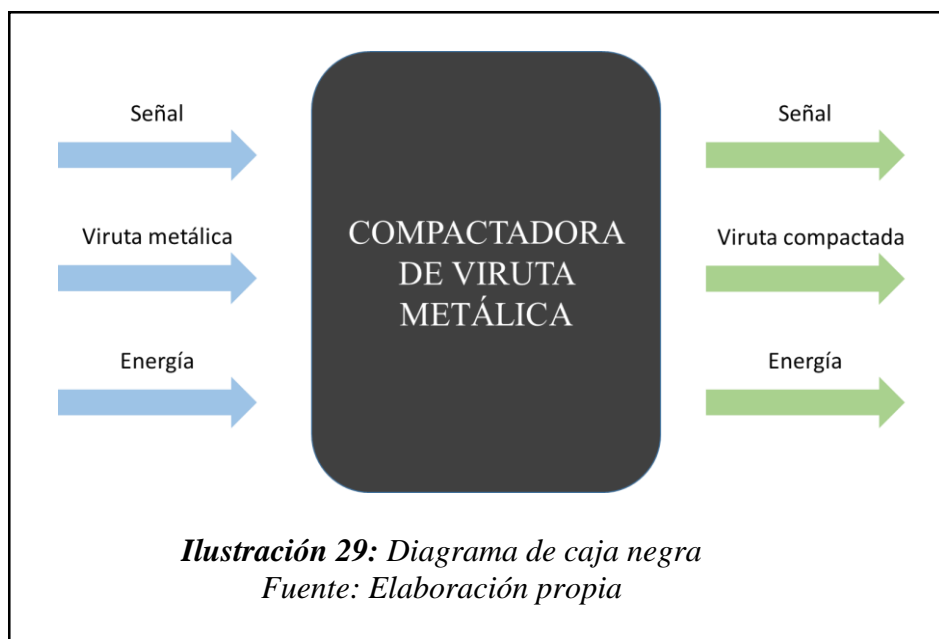 Señal
Viruta metálica
Energía
COMPACTADORA
DE VIRUTA
METÁLICA
Señal
Viruta compactada
Energía
Ilustración 29: Diagrama de caja negra
Fuente: Elaboración propia